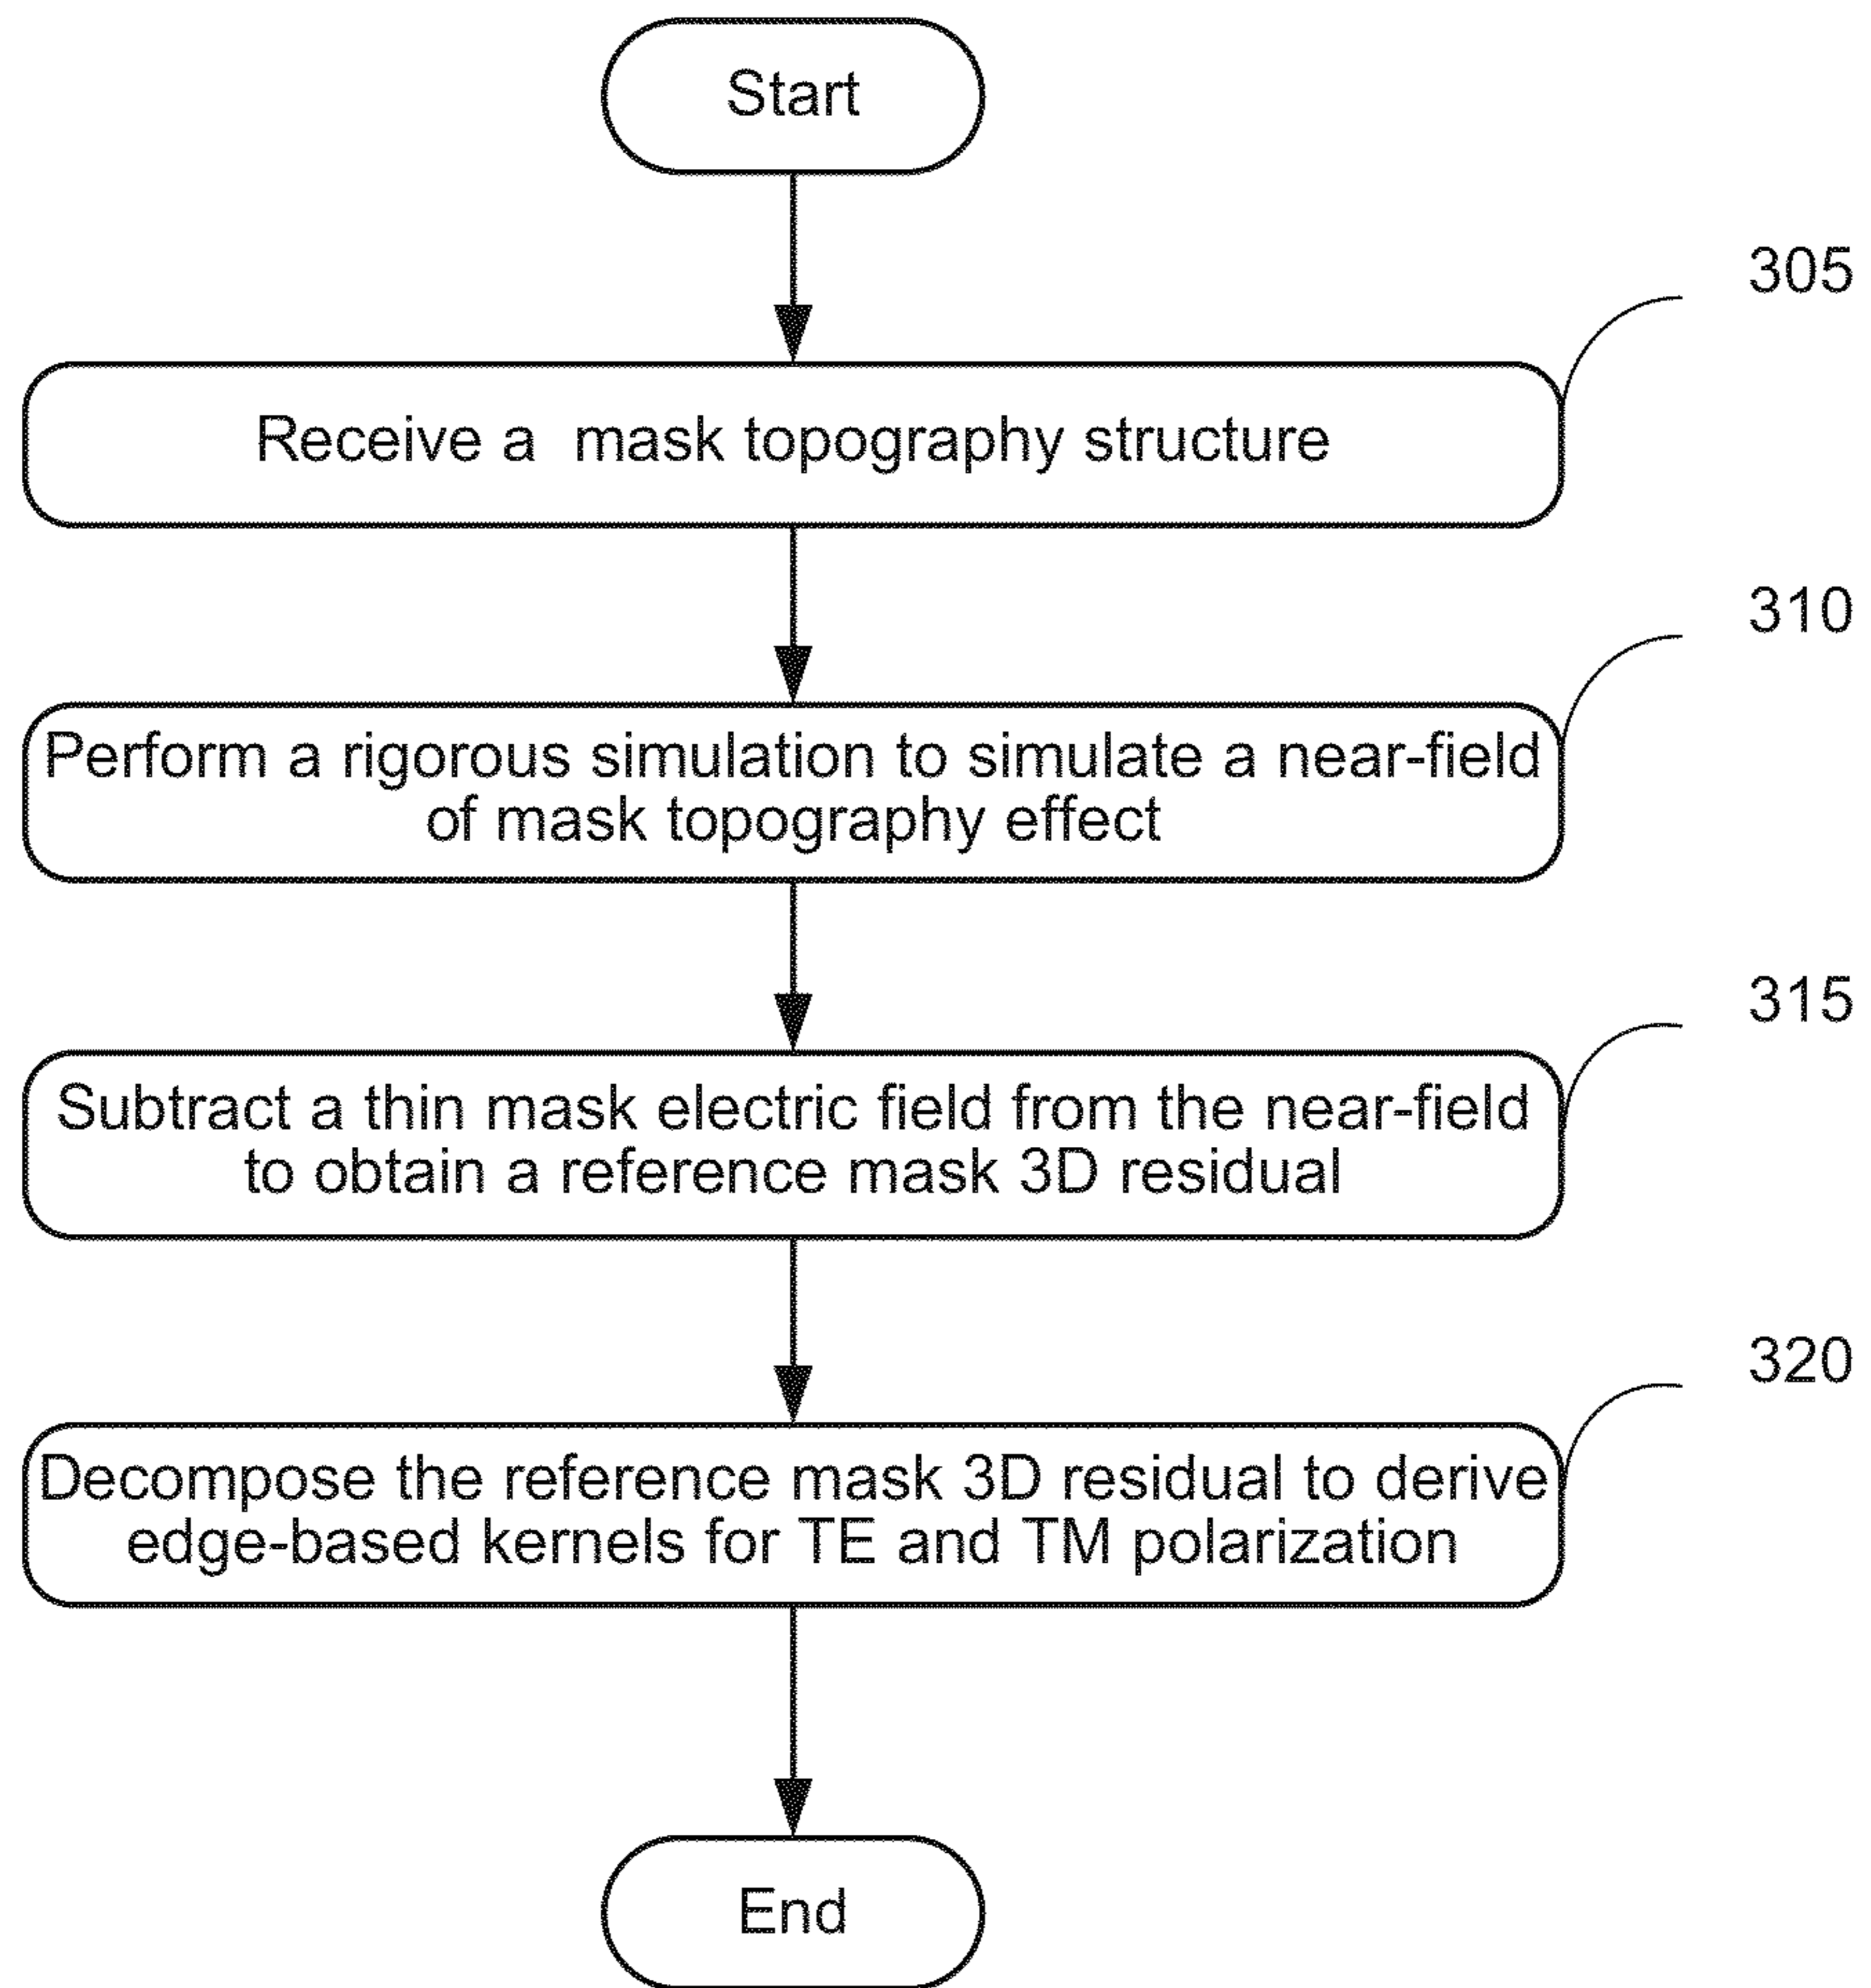 Start
305
Receive a mask topography structure
310
Perform a rigorous simulation to simulate a near-field
of mask topography effect
315
Subtract a thin mask electric field from the near-field
to obtain a reference mask 3D residual
320
Decompose the reference mask 3D residual to derive
edge-based kernels for TE and TM polarization
End